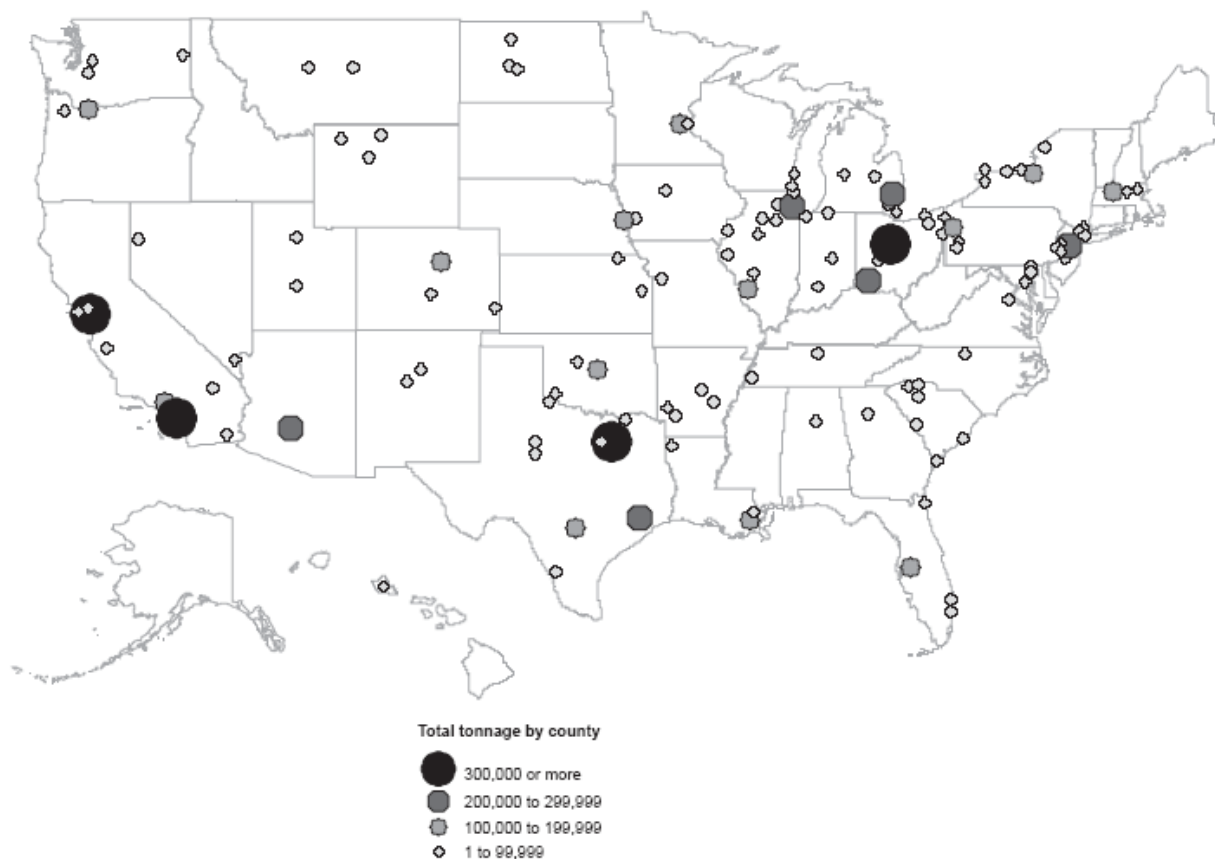 Total tonnage by county
300,000 or more
200,000 to 299,999
100,000 to 199,999
1 to 99,999